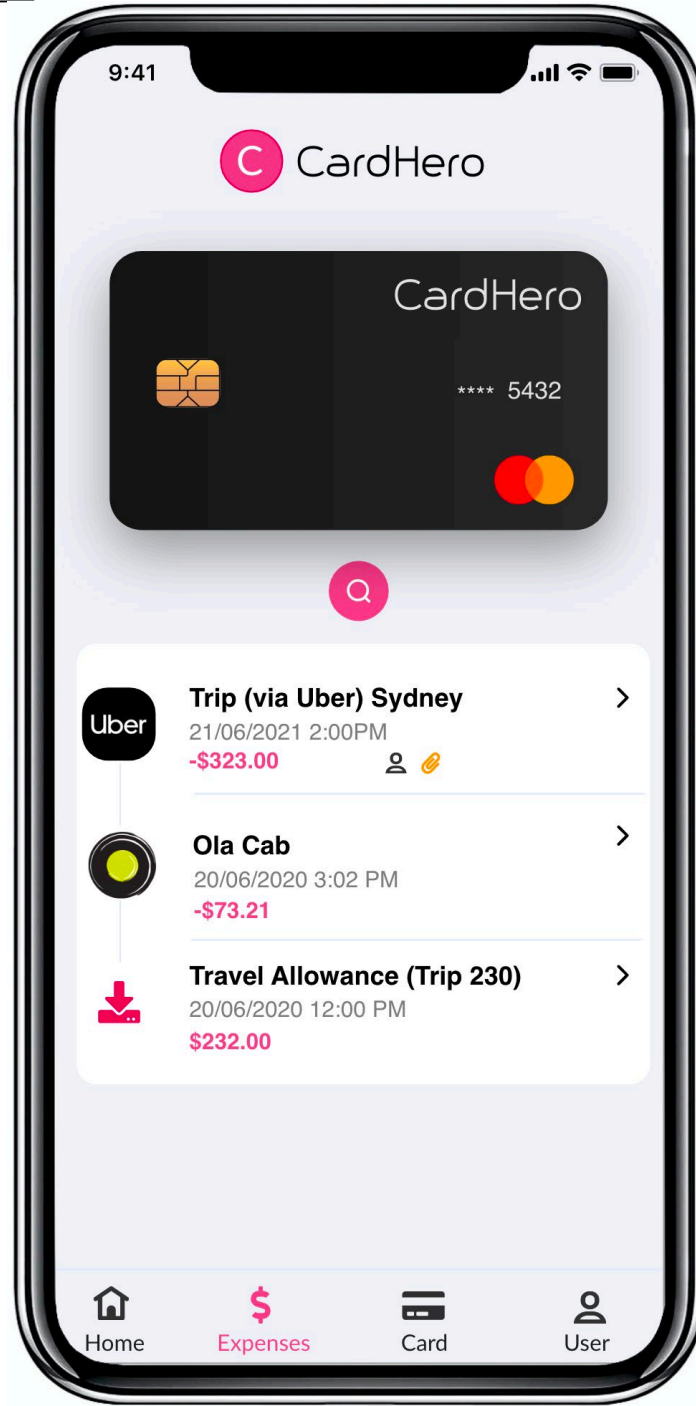 9:41
C CardHero
CardHero
**** 5432
Trip (via Uber) Sydney
Uber
21/06/2021 2:00PM
-$323.00
Ola Cab
20/06/2020 3:02 PM
-$73.21
Travel Allowance (Trip 230)
20/06/2020 12:00 PM
$232.00
$
Home Expenses Card User